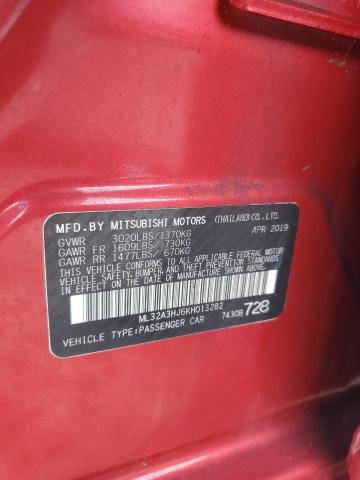 MFD.BY MITSUBISHI MOTORS (THAILAND)CO.,LTD.
GVWR 3020LBS/1370KG APR 2019
GAWR FR 1609LBS/ 730KG
GAWR RR 1477LBS/ 670KG
THIS VEHICLE CONFORMS TO ALL APPLICABLE FEDERAL MOTOR
VEHICLE SAFETY, BUMPER, AND THEFT PREVENTION STANDARDS
IN EFFECT ON THE DATE OF MANUFACTURE SHOWN ABOVE.
ML32A3HJ6KH013282 7430B 728
VEHICLE TYPE:PASSENGER CAR